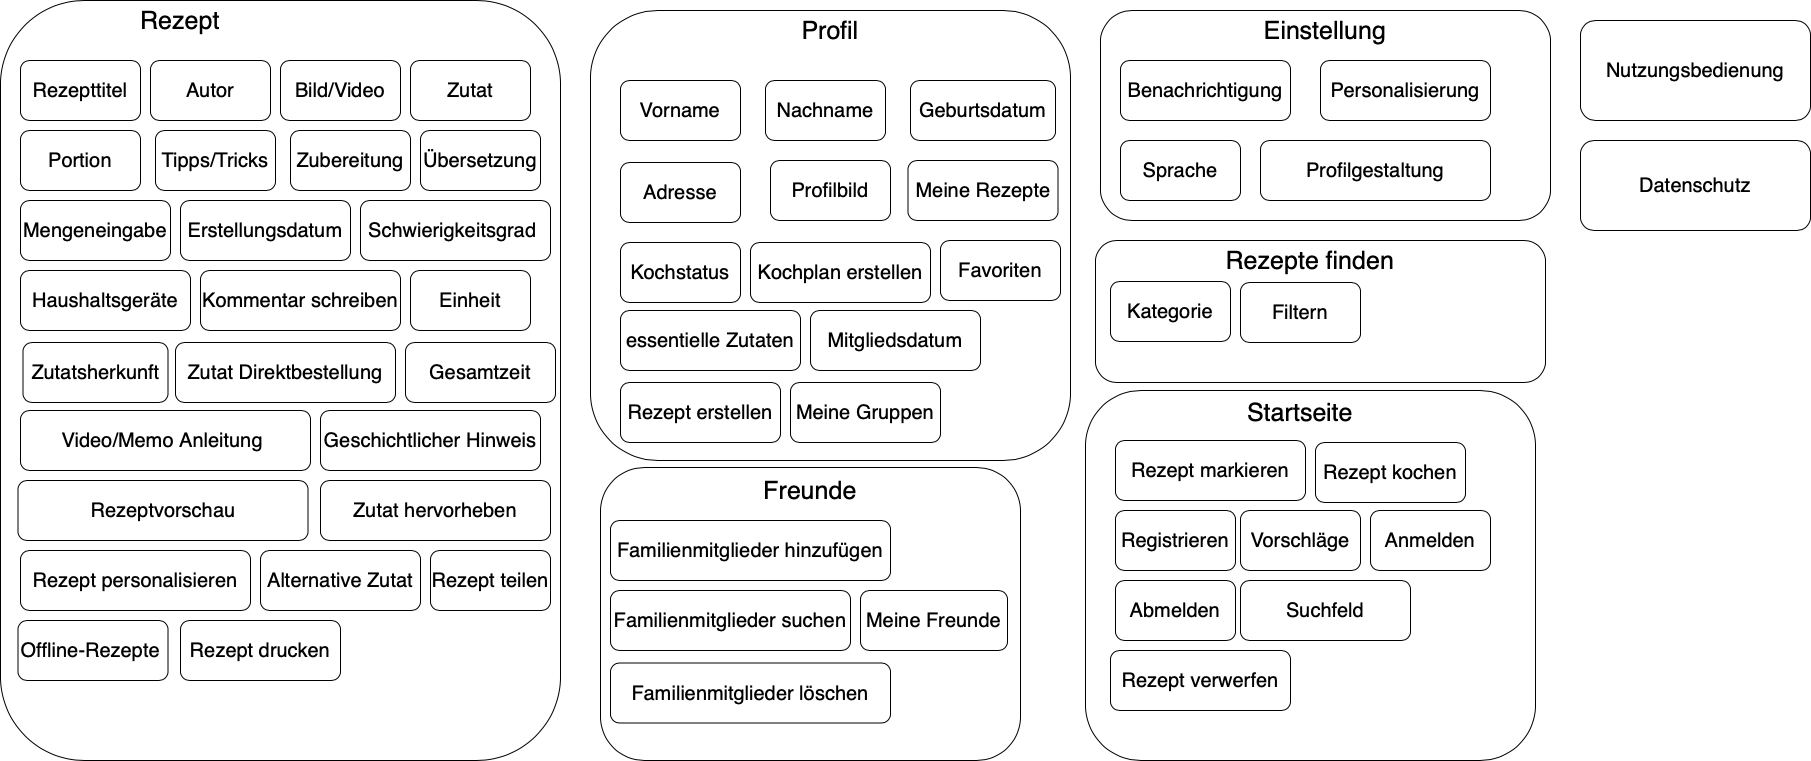 Rezept
Rezepttitel
Autor
Bild/Video
Zutat
Portion
Tipps/Tricks
Zubereitung
Übersetzung
Mengeneingabe
Erstellungsdatum
Schwierigkeitsgrad
Haushaltsgeräte
Kommentar schreiben
Einheit
Zutatsherkunft
Zutat Direktbestellung
Gesamtzeit
Video/Memo Anleitung
Geschichtlicher Hinweis
Rezeptvorschau
Zutat hervorheben
Rezept personalisieren
Alternative Zutat
Rezept teilen
Offline-Rezepte
Rezept drucken
Profil
Vorname
Nachname
Geburtsdatum
Adresse
Profilbild
Meine Rezepte
Kochstatus
Kochplan erstellen
Favoriten
essentielle Zutaten
Mitgliedsdatum
Rezept erstellen
Meine Gruppen
Freunde
Familienmitglieder hinzufügen
Familienmitglieder suchen
Meine Freunde
Familienmitglieder löschen
Einstellung
Benachrichtigung
Personalisierung
Sprache
Profilgestaltung
Rezepte finden
Kategorie
Filtern
Startseite
Rezept markieren
Rezept kochen
Registrieren
Vorschläge
Anmelden
Abmelden
Suchfeld
Rezept verwerfen
Nutzungsbedienung
Datenschutz